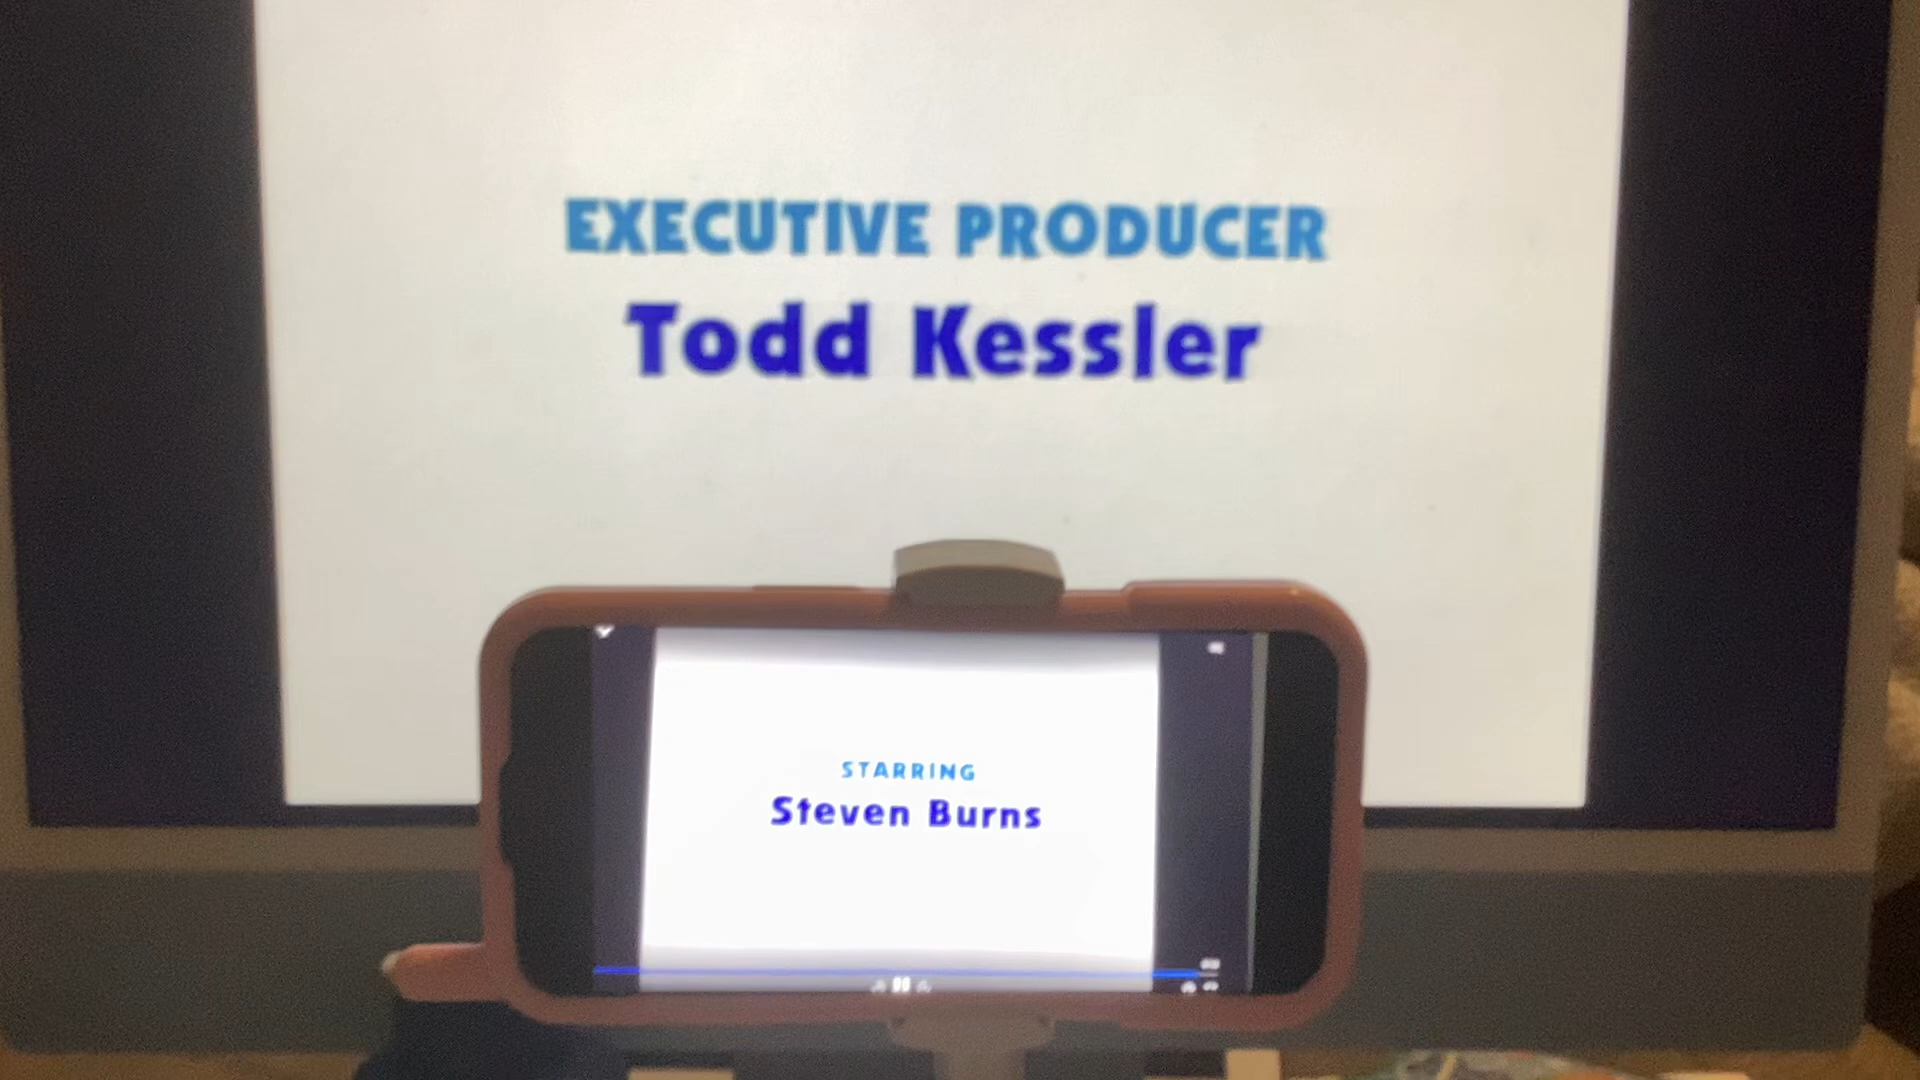 EXECUTIVE PRODUCER
Todd Kessler
STARRING
Steven Burns